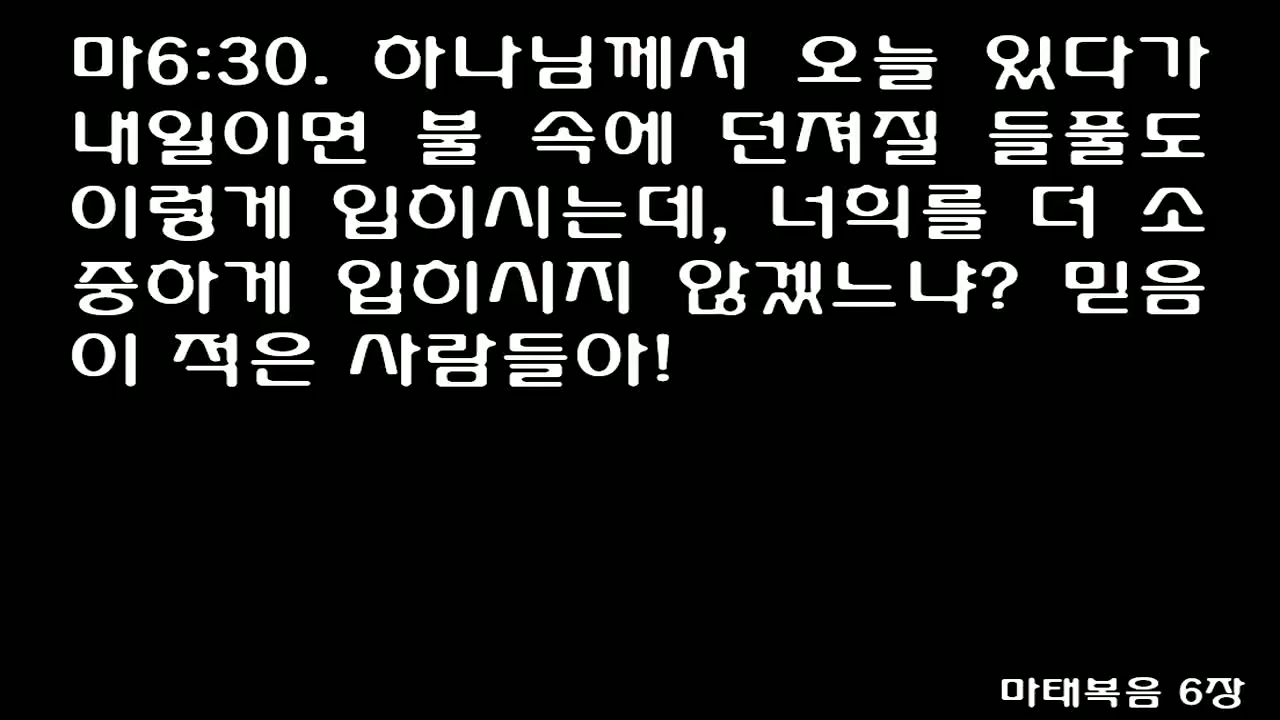 마6:30. 하나님께서 오늘 있다가
내일이면 불 속에 던져질 들풀도
이렇게 입히시는데, 너희를 더 소
중하게 입히시지 않겠느냐? 믿음
이 적은 사람들아!
마태복음 6장